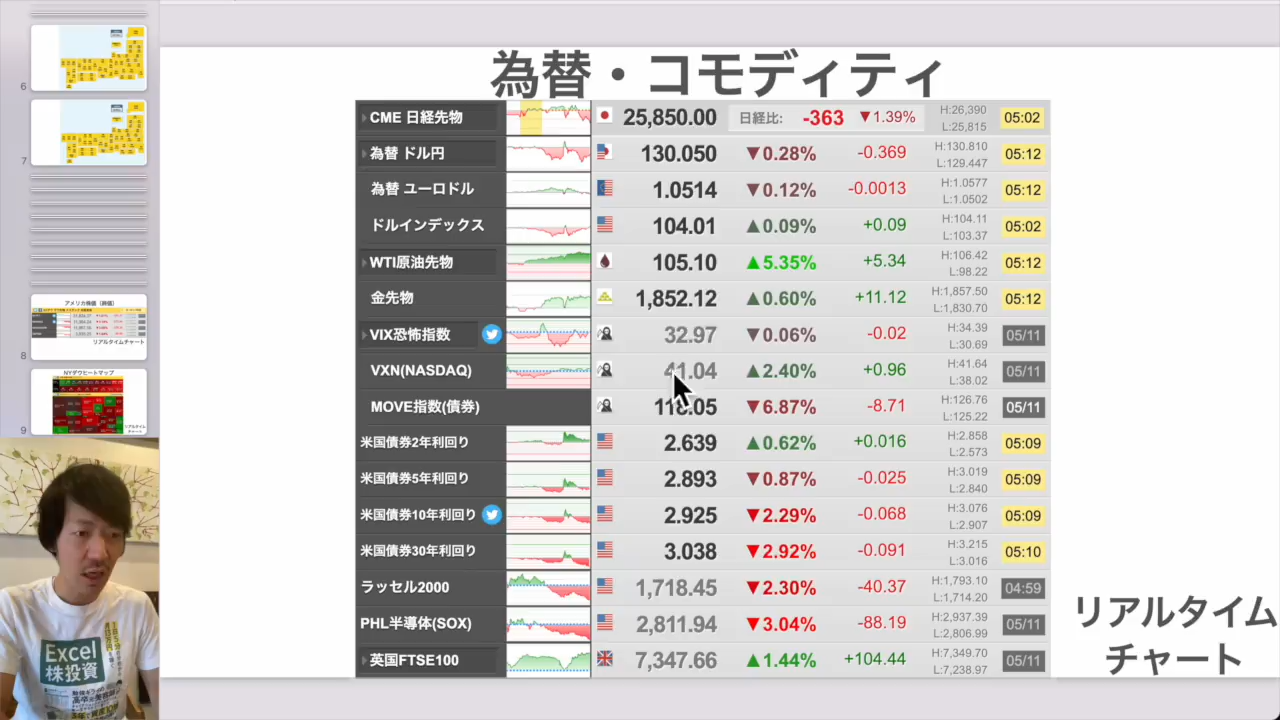 為替・コモディティ
CME 日経先物 25,850.00 日経比: -363 ▼1.39% H:26,390 L:25,815 05:02
為替 ドル円 130.050 ▼0.28% -0.369 H:130.810 L:129.447 05:12
為替 ユーロドル 1.0514 ▼0.12% -0.0013 H:1.0577 L:1.0502 05:12
ドルインデックス 104.01 ▲0.09% +0.09 H:104.11 L:103.37 05:02
WTI原油先物 105.10 ▲5.35% +5.34 H:106.42 L:98.22 05:12
金先物 1,852.12 ▲0.60% +11.12 H:1,857.50 L:1,830.70 05:12
VIX恐怖指数 32.97 ▼0.06% -0.02 H:34.39 L:30.69 05/11
VXN(NASDAQ) 41.04 ▲2.40% +0.96 H:41.64 L:38.02 05/11
MOVE指数(債券) ▼6.87% -8.71 H:126.76 L:125.22 05/11
米国債券2年利回り 2.639 ▲0.62% +0.016 H:2.858 L:2.573 05:09
米国債券5年利回り 2.893 ▼0.87% -0.025 H:3.019 L:2.840 05:09
米国債券10年利回り 2.925 ▼2.29% -0.068 H:3.076 L:2.907 05:09
米国債券30年利回り 3.038 ▼2.92% -0.091 H:3.215 L:3.016 05:10
ラッセル2000 1,718.45 ▼2.30% -40.37 H:1,793.10 L:1,714.20 04:59
PHL半導体(SOX) 2,811.94 ▼3.04% -88.19 L:2,806.99 05/11
英国FTSE100 7,347.66 ▲1.44% +104.44 H:7,349.70 L:7,238.97 05/11
リアルタイム
チャート
6
7
アメリカ株価（終値）
リアルタイムチャート
8
NYダウヒートマップ
リアルタイム
チャート
9
Excel
株投資